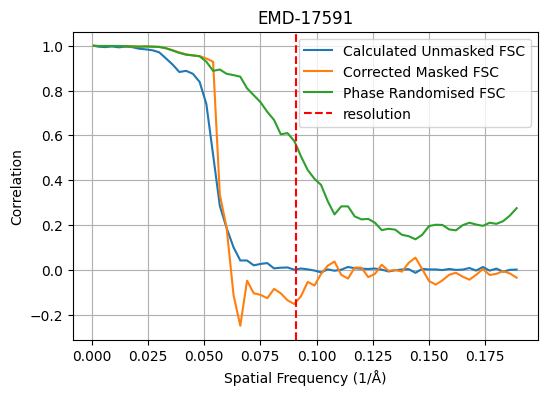 EMD-17591
Calculated Unmasked FSC
Corrected Masked FSC
Phase Randomised FSC
resolution
Correlation
1.0
0.8
0.6
0.4
0.2
0.0
−0.2
0.000 0.025 0.050 0.075 0.100 0.125 0.150 0.175
Spatial Frequency (1/Å)